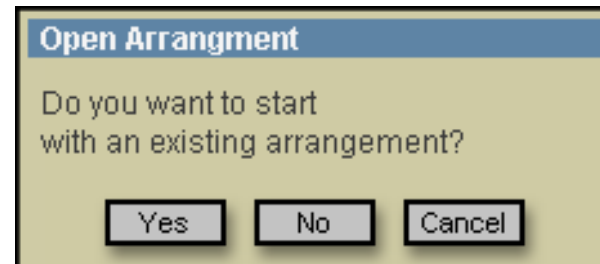 Open Arrangment
Do you want to start
with an existing arrangement?
Yes No Cancel